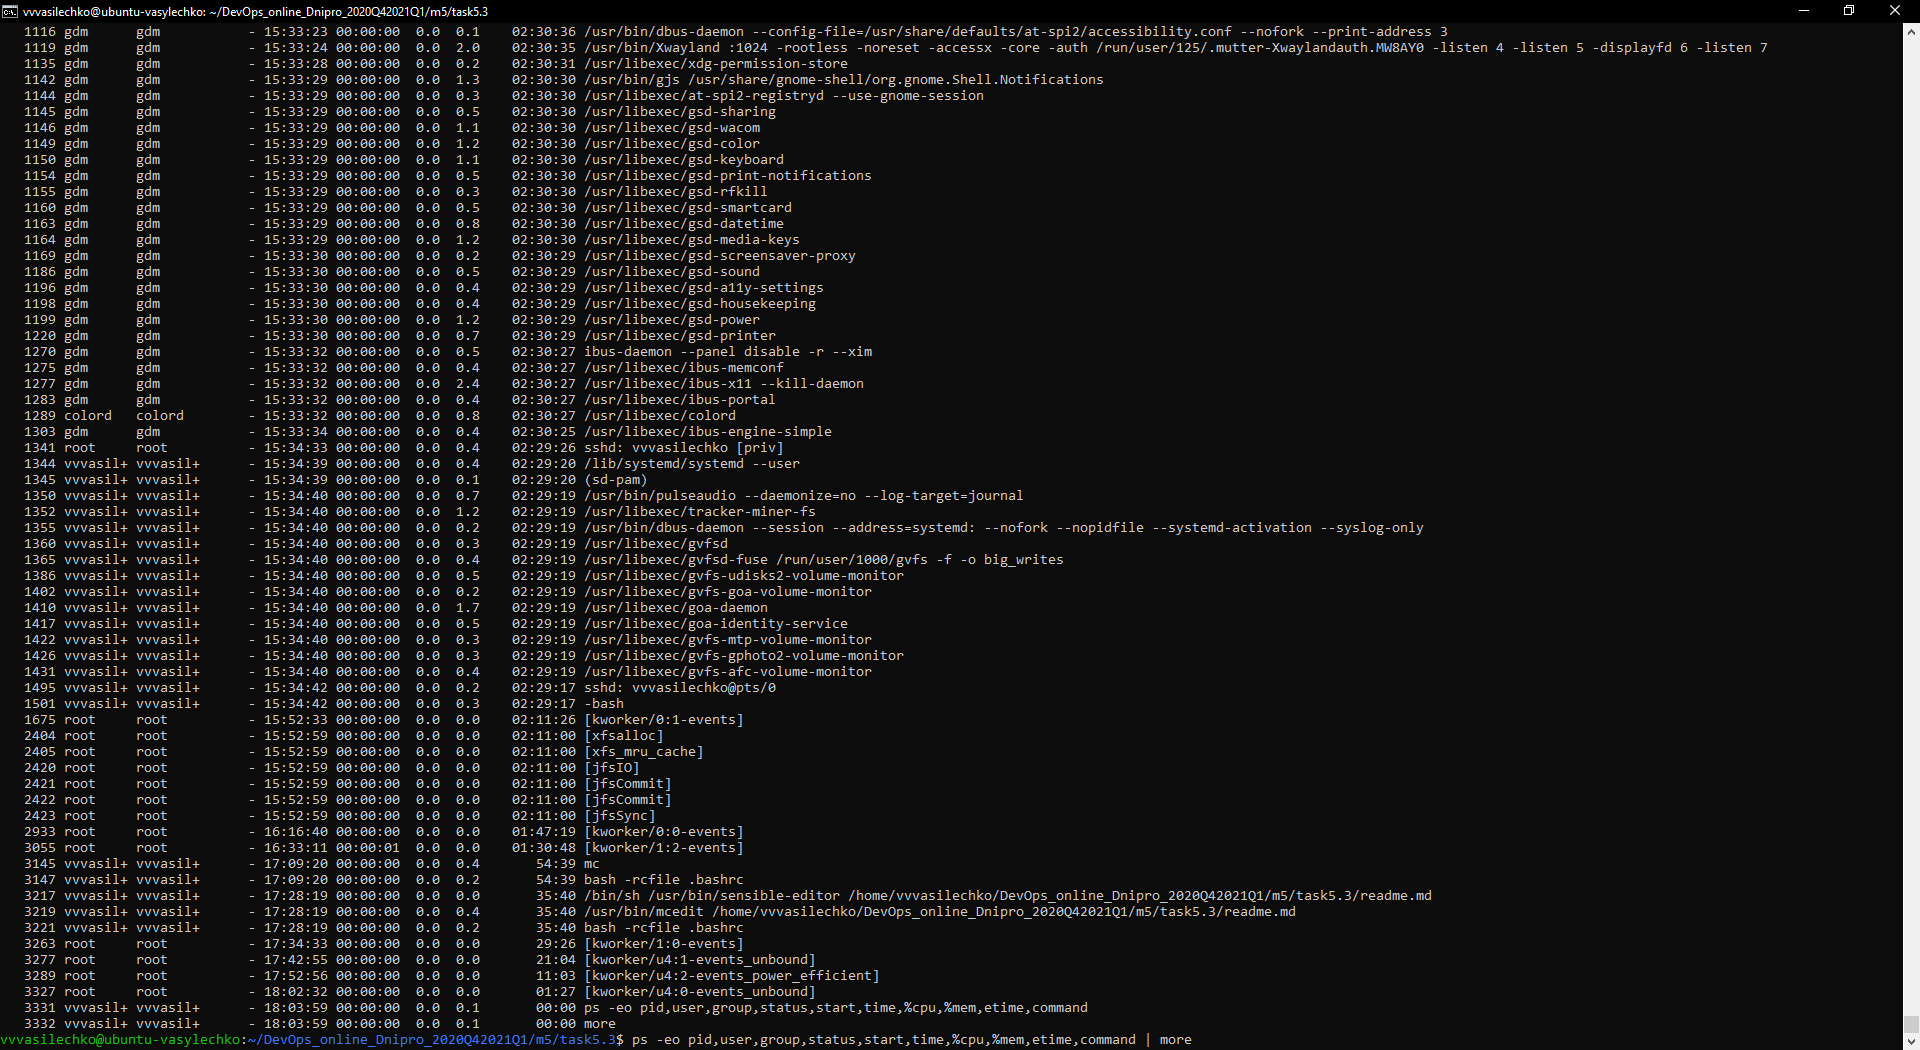 vvvasilechko@ubuntu-vasylechko: ~/DevOps_online_Dnipro_2020Q42021Q1/m5/task5.3
1116 gdm      gdm             - 15:33:23 00:00:00  0.0  0.1    02:30:36 /usr/bin/dbus-daemon --config-file=/usr/share/defaults/at-spi2/accessibility.conf --nofork --print-address 3
1119 gdm      gdm             - 15:33:24 00:00:00  0.0  2.0    02:30:35 /usr/bin/Xwayland :1024 -rootless -noreset -accessx -core -auth /run/user/125/.mutter-Xwaylandauth.MW8AY0 -listen 4 -listen 5 -displayfd 6 -listen 7
1135 gdm      gdm             - 15:33:28 00:00:00  0.0  0.2    02:30:31 /usr/libexec/xdg-permission-store
1142 gdm      gdm             - 15:33:29 00:00:00  0.0  1.3    02:30:30 /usr/bin/gjs /usr/share/gnome-shell/org.gnome.Shell.Notifications
1144 gdm      gdm             - 15:33:29 00:00:00  0.0  0.3    02:30:30 /usr/libexec/at-spi2-registryd --use-gnome-session
1145 gdm      gdm             - 15:33:29 00:00:00  0.0  0.5    02:30:30 /usr/libexec/gsd-sharing
1146 gdm      gdm             - 15:33:29 00:00:00  0.0  1.1    02:30:30 /usr/libexec/gsd-wacom
1149 gdm      gdm             - 15:33:29 00:00:00  0.0  1.2    02:30:30 /usr/libexec/gsd-color
1150 gdm      gdm             - 15:33:29 00:00:00  0.0  1.1    02:30:30 /usr/libexec/gsd-keyboard
1154 gdm      gdm             - 15:33:29 00:00:00  0.0  0.5    02:30:30 /usr/libexec/gsd-print-notifications
1155 gdm      gdm             - 15:33:29 00:00:00  0.0  0.3    02:30:30 /usr/libexec/gsd-rfkill
1160 gdm      gdm             - 15:33:29 00:00:00  0.0  0.5    02:30:30 /usr/libexec/gsd-smartcard
1163 gdm      gdm             - 15:33:29 00:00:00  0.0  0.8    02:30:30 /usr/libexec/gsd-datetime
1164 gdm      gdm             - 15:33:29 00:00:00  0.0  1.2    02:30:30 /usr/libexec/gsd-media-keys
1169 gdm      gdm             - 15:33:30 00:00:00  0.0  0.2    02:30:29 /usr/libexec/gsd-screensaver-proxy
1186 gdm      gdm             - 15:33:30 00:00:00  0.0  0.5    02:30:29 /usr/libexec/gsd-sound
1196 gdm      gdm             - 15:33:30 00:00:00  0.0  0.4    02:30:29 /usr/libexec/gsd-a11y-settings
1198 gdm      gdm             - 15:33:30 00:00:00  0.0  0.4    02:30:29 /usr/libexec/gsd-housekeeping
1199 gdm      gdm             - 15:33:30 00:00:00  0.0  1.2    02:30:29 /usr/libexec/gsd-power
1220 gdm      gdm             - 15:33:30 00:00:00  0.0  0.7    02:30:29 /usr/libexec/gsd-printer
1270 gdm      gdm             - 15:33:32 00:00:00  0.0  0.5    02:30:27 ibus-daemon --panel disable -r --xim
1275 gdm      gdm             - 15:33:32 00:00:00  0.0  0.4    02:30:27 /usr/libexec/ibus-memconf
1277 gdm      gdm             - 15:33:32 00:00:00  0.0  2.4    02:30:27 /usr/libexec/ibus-x11 --kill-daemon
1283 gdm      gdm             - 15:33:32 00:00:00  0.0  0.4    02:30:27 /usr/libexec/ibus-portal
1289 colord   colord          - 15:33:32 00:00:00  0.0  0.8    02:30:27 /usr/libexec/colord
1303 gdm      gdm             - 15:33:34 00:00:00  0.0  0.4    02:30:25 /usr/libexec/ibus-engine-simple
1341 root     root            - 15:34:33 00:00:00  0.0  0.4    02:29:26 sshd: vvvasilechko [priv]
1344 vvvasil+ vvvasil+        - 15:34:39 00:00:00  0.0  0.4    02:29:20 /lib/systemd/systemd --user
1345 vvvasil+ vvvasil+        - 15:34:39 00:00:00  0.0  0.1    02:29:20 (sd-pam)
1350 vvvasil+ vvvasil+        - 15:34:40 00:00:00  0.0  0.7    02:29:19 /usr/bin/pulseaudio --daemonize=no --log-target=journal
1352 vvvasil+ vvvasil+        - 15:34:40 00:00:00  0.0  1.2    02:29:19 /usr/libexec/tracker-miner-fs
1355 vvvasil+ vvvasil+        - 15:34:40 00:00:00  0.0  0.2    02:29:19 /usr/bin/dbus-daemon --session --address=systemd: --nofork --nopidfile --systemd-activation --syslog-only
1360 vvvasil+ vvvasil+        - 15:34:40 00:00:00  0.0  0.3    02:29:19 /usr/libexec/gvfsd
1365 vvvasil+ vvvasil+        - 15:34:40 00:00:00  0.0  0.4    02:29:19 /usr/libexec/gvfsd-fuse /run/user/1000/gvfs -f -o big_writes
1386 vvvasil+ vvvasil+        - 15:34:40 00:00:00  0.0  0.5    02:29:19 /usr/libexec/gvfs-udisks2-volume-monitor
1402 vvvasil+ vvvasil+        - 15:34:40 00:00:00  0.0  0.2    02:29:19 /usr/libexec/gvfs-goa-volume-monitor
1410 vvvasil+ vvvasil+        - 15:34:40 00:00:00  0.0  1.7    02:29:19 /usr/libexec/goa-daemon
1417 vvvasil+ vvvasil+        - 15:34:40 00:00:00  0.0  0.5    02:29:19 /usr/libexec/goa-identity-service
1422 vvvasil+ vvvasil+        - 15:34:40 00:00:00  0.0  0.3    02:29:19 /usr/libexec/gvfs-mtp-volume-monitor
1426 vvvasil+ vvvasil+        - 15:34:40 00:00:00  0.0  0.3    02:29:19 /usr/libexec/gvfs-gphoto2-volume-monitor
1431 vvvasil+ vvvasil+        - 15:34:40 00:00:00  0.0  0.4    02:29:19 /usr/libexec/gvfs-afc-volume-monitor
1495 vvvasil+ vvvasil+        - 15:34:42 00:00:00  0.0  0.2    02:29:17 sshd: vvvasilechko@pts/0
1501 vvvasil+ vvvasil+        - 15:34:42 00:00:00  0.0  0.3    02:29:17 -bash
1675 root     root            - 15:52:33 00:00:00  0.0  0.0    02:11:26 [kworker/0:1-events]
2404 root     root            - 15:52:59 00:00:00  0.0  0.0    02:11:00 [xfsalloc]
2405 root     root            - 15:52:59 00:00:00  0.0  0.0    02:11:00 [xfs_mru_cache]
2420 root     root            - 15:52:59 00:00:00  0.0  0.0    02:11:00 [jfsIO]
2421 root     root            - 15:52:59 00:00:00  0.0  0.0    02:11:00 [jfsCommit]
2422 root     root            - 15:52:59 00:00:00  0.0  0.0    02:11:00 [jfsCommit]
2423 root     root            - 15:52:59 00:00:00  0.0  0.0    02:11:00 [jfsSync]
2933 root     root            - 16:16:40 00:00:00  0.0  0.0    01:47:19 [kworker/0:0-events]
3055 root     root            - 16:33:11 00:00:01  0.0  0.0    01:30:48 [kworker/1:2-events]
3145 vvvasil+ vvvasil+        - 17:09:20 00:00:00  0.0  0.4       54:39 mc
3147 vvvasil+ vvvasil+        - 17:09:20 00:00:00  0.0  0.2       54:39 bash -rcfile .bashrc
3217 vvvasil+ vvvasil+        - 17:28:19 00:00:00  0.0  0.0       35:40 /bin/sh /usr/bin/sensible-editor /home/vvvasilechko/DevOps_online_Dnipro_2020Q42021Q1/m5/task5.3/readme.md
3219 vvvasil+ vvvasil+        - 17:28:19 00:00:00  0.0  0.4       35:40 /usr/bin/mcedit /home/vvvasilechko/DevOps_online_Dnipro_2020Q42021Q1/m5/task5.3/readme.md
3221 vvvasil+ vvvasil+        - 17:28:19 00:00:00  0.0  0.2       35:40 bash -rcfile .bashrc
3263 root     root            - 17:34:33 00:00:00  0.0  0.0       29:26 [kworker/1:0-events]
3277 root     root            - 17:42:55 00:00:00  0.0  0.0       21:04 [kworker/u4:1-events_unbound]
3289 root     root            - 17:52:56 00:00:00  0.0  0.0       11:03 [kworker/u4:2-events_power_efficient]
3327 root     root            - 18:02:32 00:00:00  0.0  0.0       01:27 [kworker/u4:0-events_unbound]
3331 vvvasil+ vvvasil+        - 18:03:59 00:00:00  0.0  0.1       00:00 ps -eo pid,user,group,status,start,time,%cpu,%mem,etime,command
3332 vvvasil+ vvvasil+        - 18:03:59 00:00:00  0.0  0.1       00:00 more
vvvasilechko@ubuntu-vasylechko:~/DevOps_online_Dnipro_2020Q42021Q1/m5/task5.3$ ps -eo pid,user,group,status,start,time,%cpu,%mem,etime,command | more